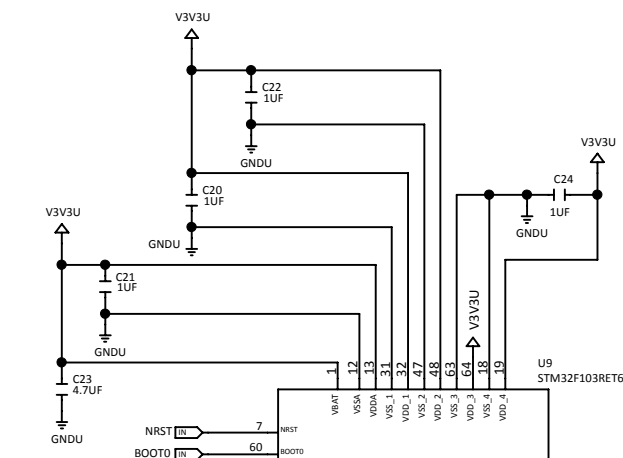 V3V3U
C22
1UF
GNDU
V3V3U
C20
1UF
C24
1UF
GNDU
V3V3U
GNDU
C21
1UF
GNDU
V3V3U
C23
4.7UF
GNDU
1
12
13
31
32
47
48
63
64
18
19
U9
STM32F103RET6
VBAT
VSSA
VDDA
VSS_1
VDD_1
VSS_2
VDD_2
VSS_3
VDD_3
VSS_4
VDD_4
NRST IN 7 NRST
BOOT0 IN 60 BOOT0